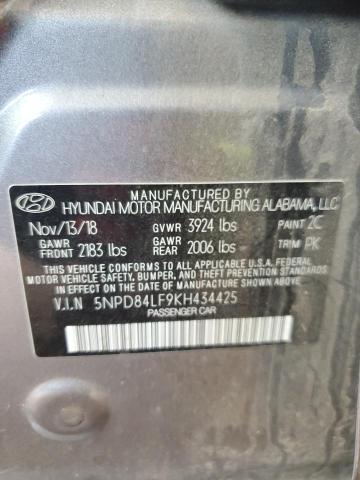 MANUFACTURED BY
HYUNDAI MOTOR MANUFACTURING ALABAMA, LLC
Nov/13/18 GVWR 3924 lbs PAINT 2C
GAWR FRONT 2183 lbs GAWR REAR 2006 lbs TRIM PK
THIS VEHICLE CONFORMS TO ALL APPLICABLE U.S.A FEDERAL
MOTOR VEHICLE SAFETY, BUMPER, AND THEFT PREVENTION STANDARDS
IN EFFECT ON THE DATE OF MANUFACTURE SHOWN ABOVE.
V.I.N 5NPD84LF9KH434425
PASSENGER CAR